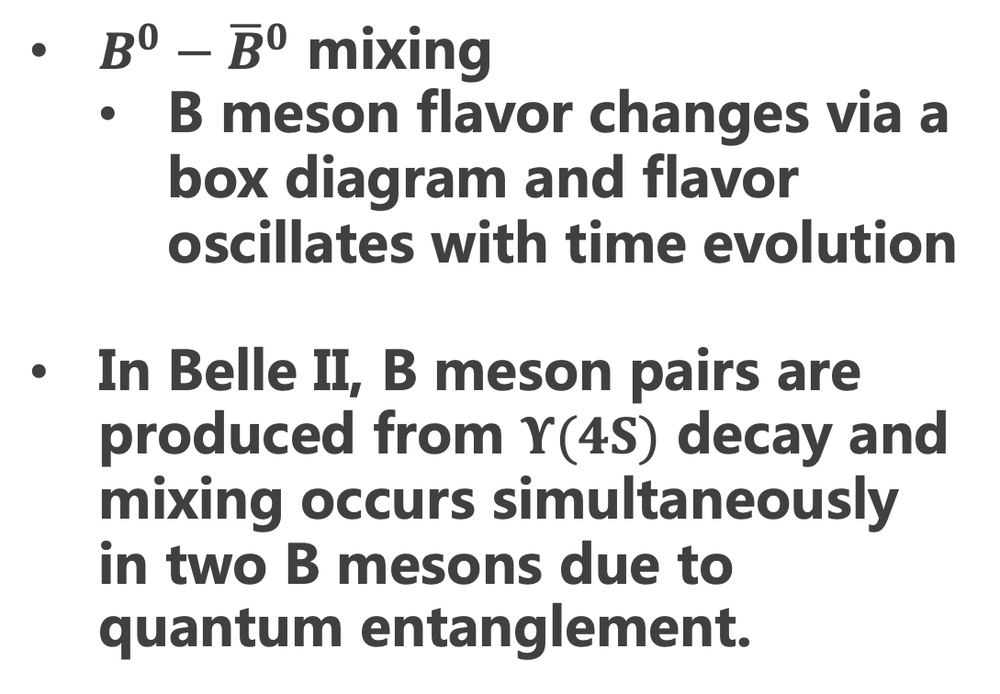 • B⁰ − B̅⁰ mixing
• B meson flavor changes via a
box diagram and flavor
oscillates with time evolution
• In Belle II, B meson pairs are
produced from ϒ(4S) decay and
mixing occurs simultaneously
in two B mesons due to
quantum entanglement.